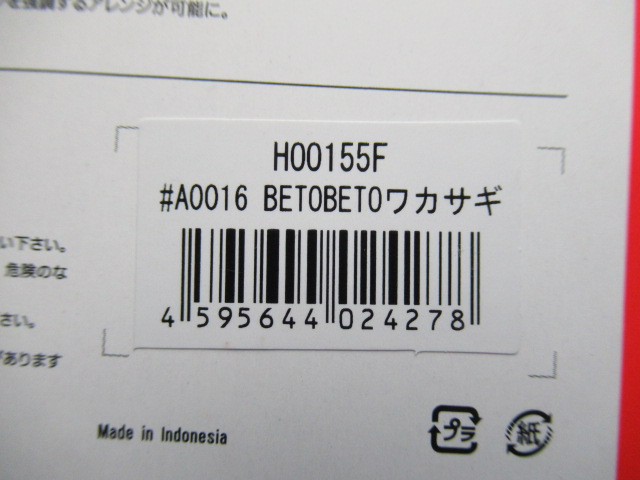 を強調するアレンジが可能に。
H00155F
#A0016 BETOBETOワカサギ
い下さい。
危険のな
さい。
があります
4 595644 024278
Made in Indonesia
プラ
紙